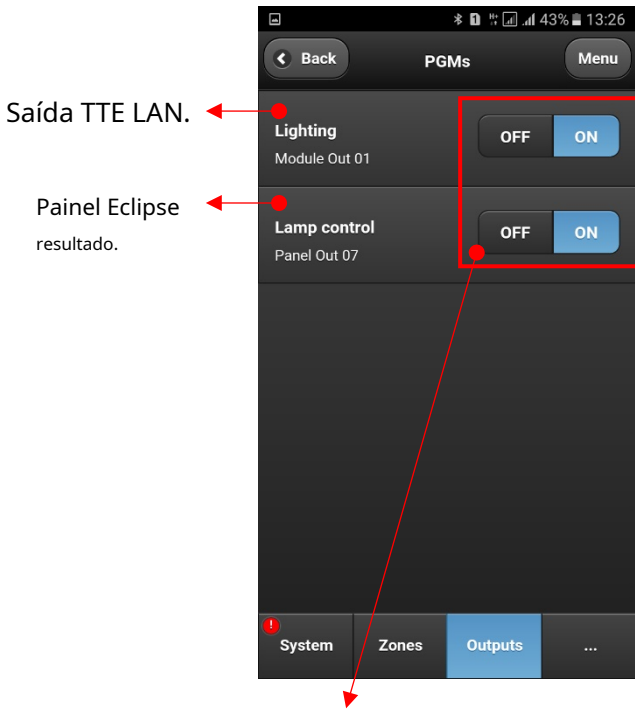 43% 13:26
Back
PGMs
Menu
Saída TTE LAN.
Lighting
Module Out 01
OFF
ON
Painel Eclipse
resultado.
Lamp control
Panel Out 07
OFF
ON
!
System
Zones
Outputs
...